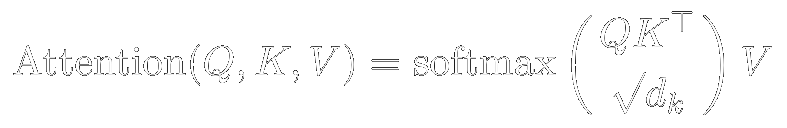 Attention(Q, K, V) = softmax (QK^⊤ / √d_k) V